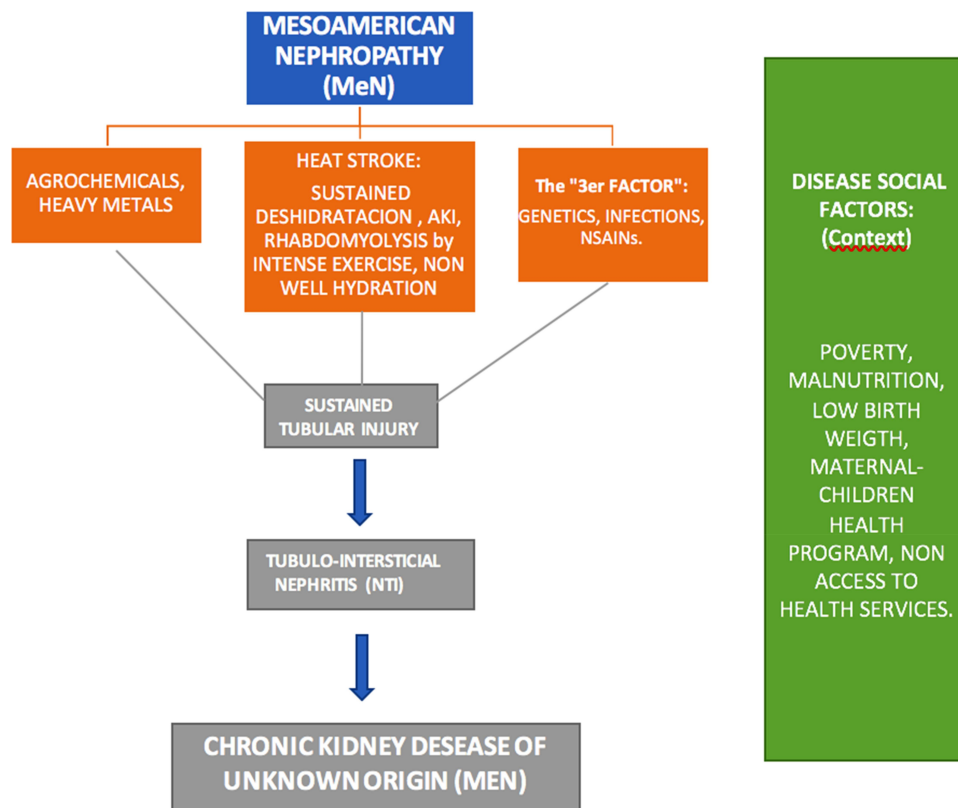 MESOAMERICAN
NEPHROPATHY
(MeN)
AGROCHEMICALS,
HEAVY METALS
HEAT STROKE:
SUSTAINED
DESHIDRATACION , AKI,
RHABDOMYOLYSIS by
INTENSE EXERCISE, NON
WELL HYDRATION
The "3er FACTOR":
GENETICS, INFECTIONS,
NSAINs.
SUSTAINED
TUBULAR INJURY
TUBULO-INTERSTICIAL
NEPHRITIS (NTI)
CHRONIC KIDNEY DESEASE OF
UNKNOWN ORIGIN (MEN)
DISEASE SOCIAL
FACTORS:
(Context)
POVERTY,
MALNUTRITION,
LOW BIRTH
WEIGTH,
MATERNAL-
CHILDREN
HEALTH
PROGRAM, NON
ACCESS TO
HEALTH SERVICES.